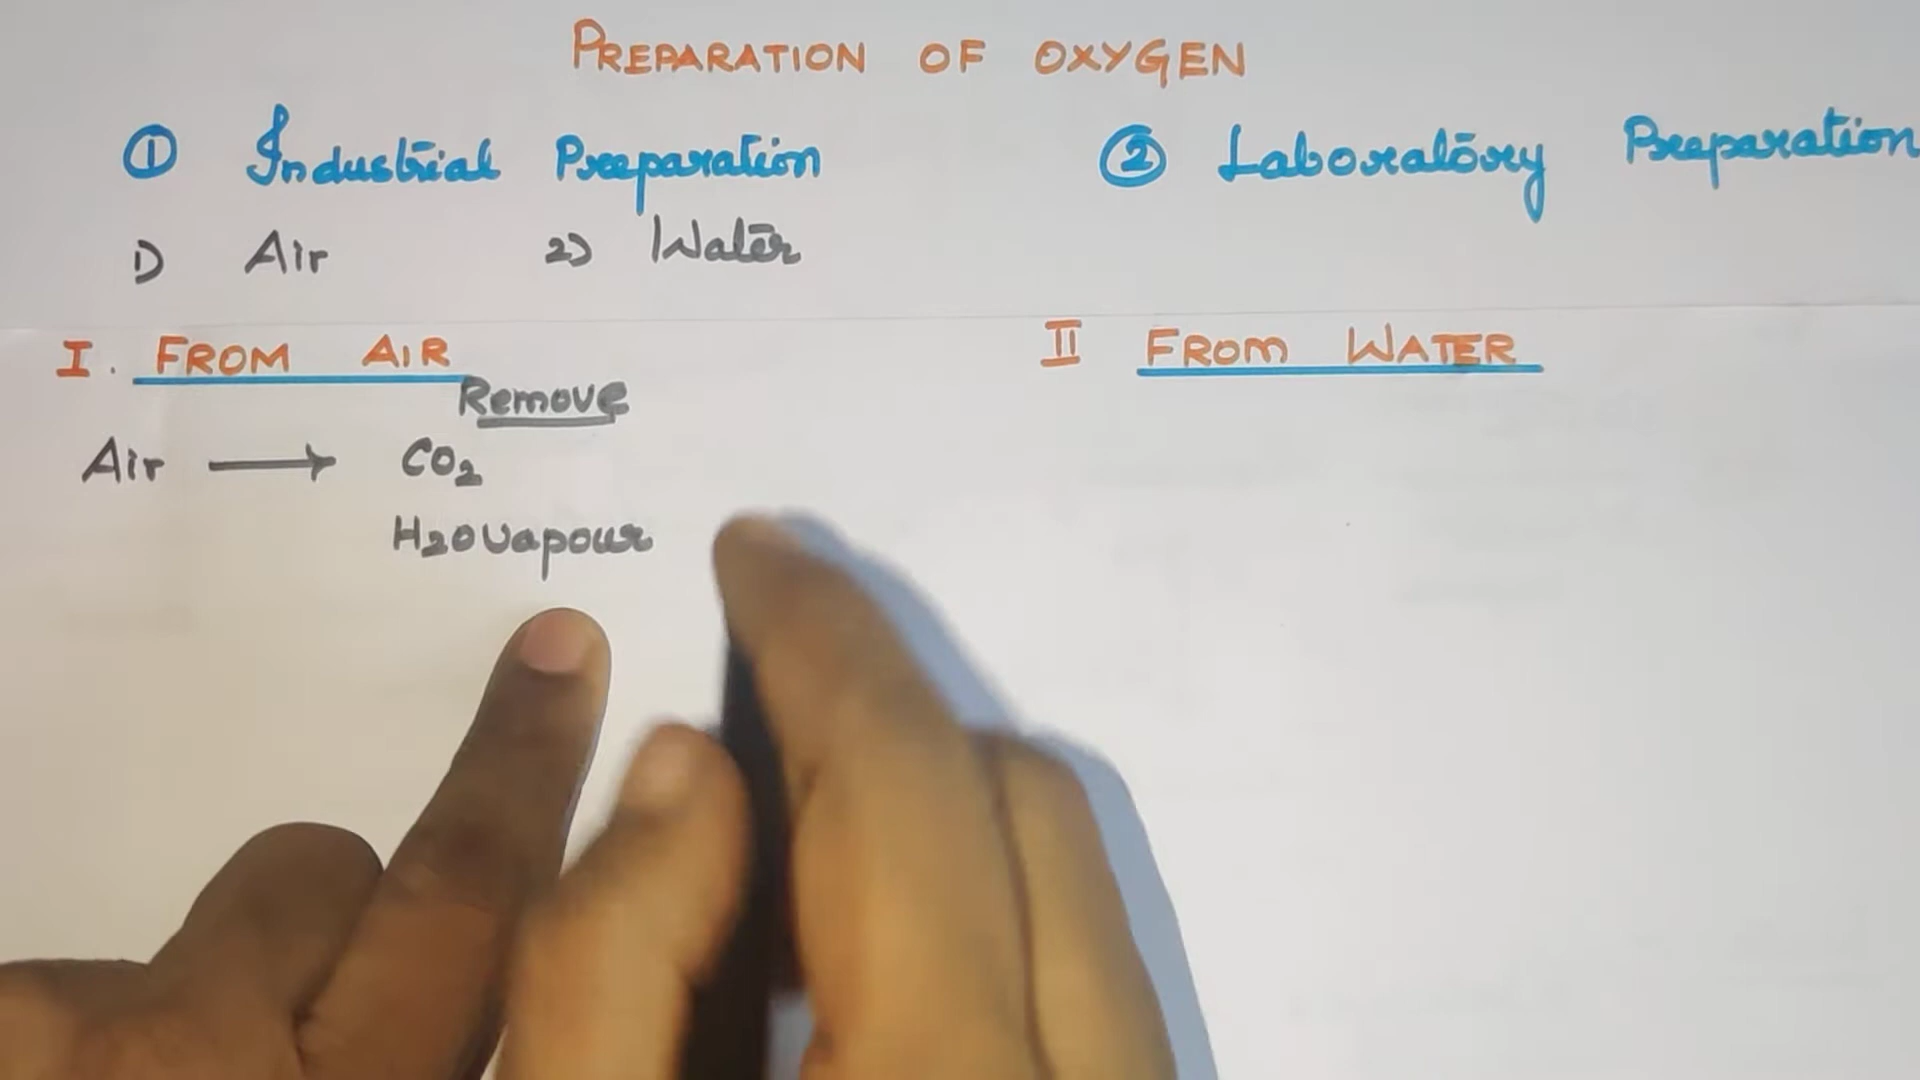 PREPARATION OF OXYGEN
① Industrial Preparation
② Laboratory Preparation
1) Air 2) Water
I. FROM AIR
Remove
Air → CO₂
H₂O vapour
II FROM WATER